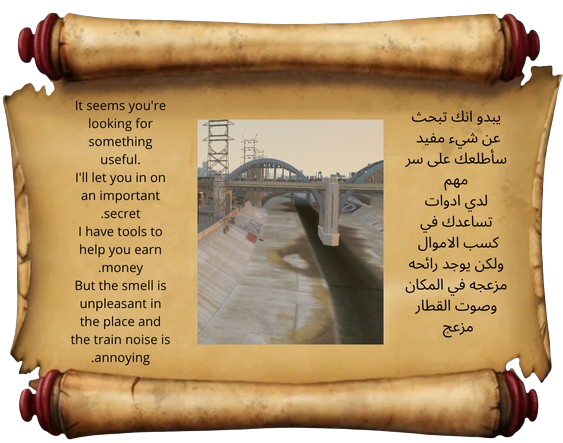 It seems you're
looking for
something
useful.
I'll let you in on
an important
.secret
I have tools to
help you earn
.money
But the smell is
unpleasant in
the place and
the train noise is
.annoying
يبدو انك تبحث
عن شيء مفيد
سأطلعك على سر
مهم
لدي ادوات
تساعدك في
كسب الاموال
ولكن يوجد رائحه
مزعجه في المكان
وصوت القطار
مزعج